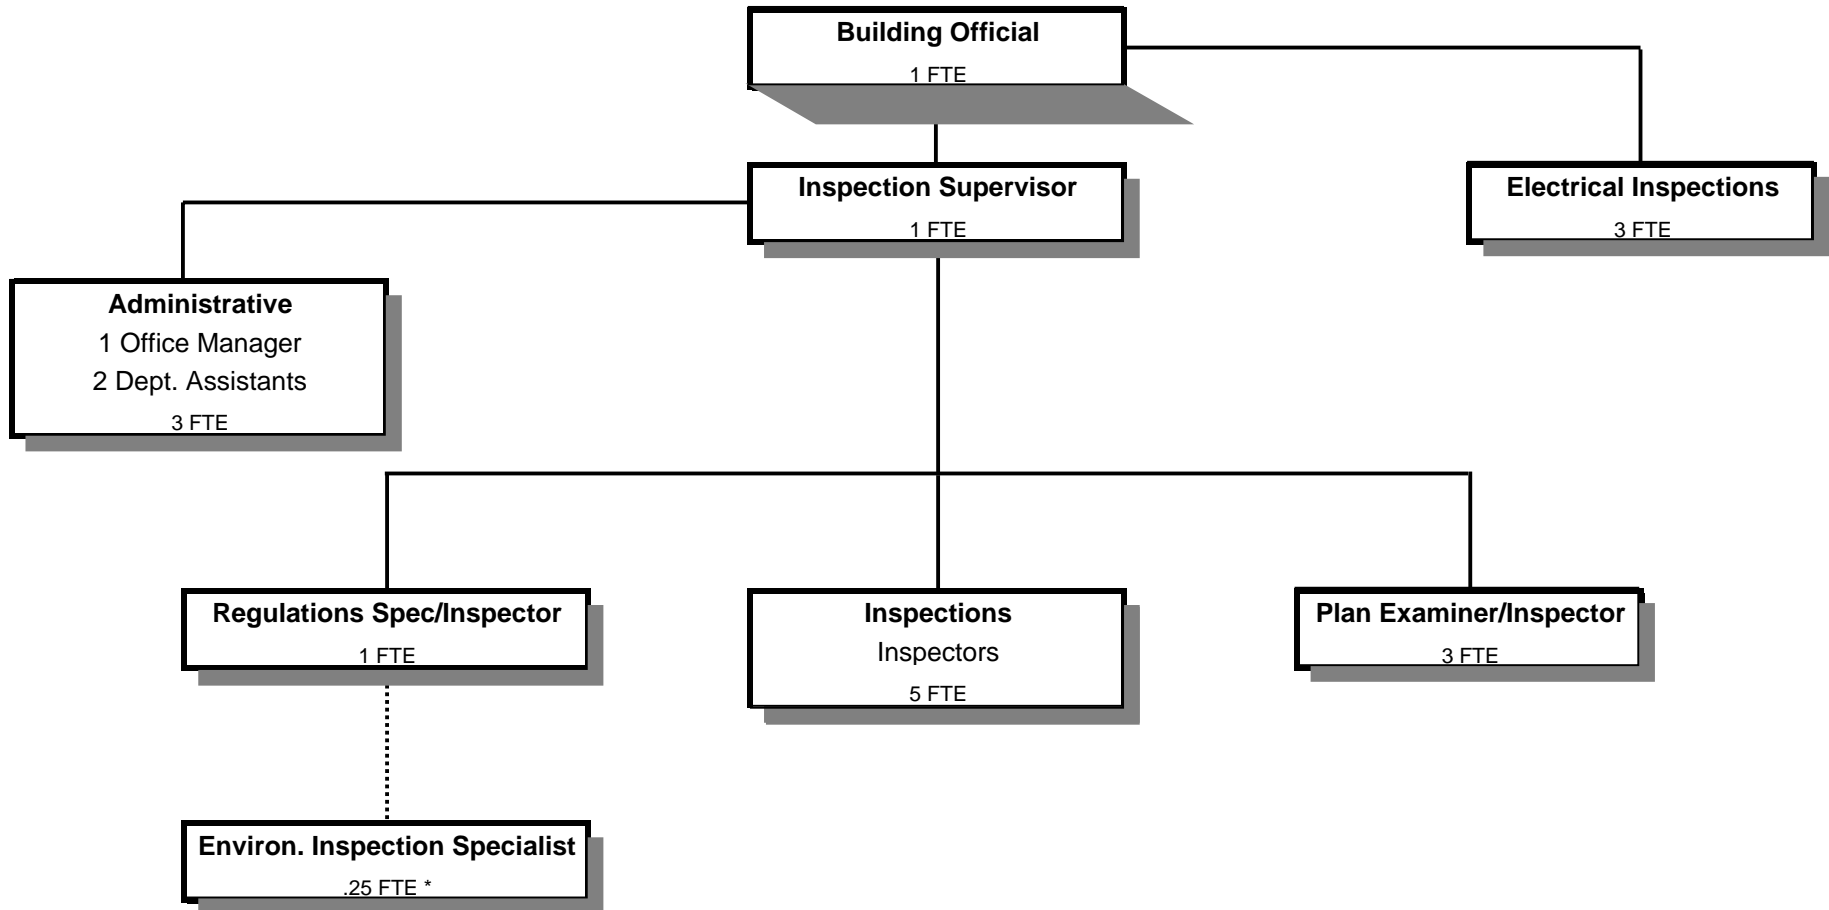 Building Official
1 FTE
Inspection Supervisor
1 FTE
Electrical Inspections
3 FTE
Administrative
1 Office Manager
2 Dept. Assistants
3 FTE
Regulations Spec/Inspector
1 FTE
Inspections
Inspectors
5 FTE
Plan Examiner/Inspector
3 FTE
Environ. Inspection Specialist
.25 FTE *